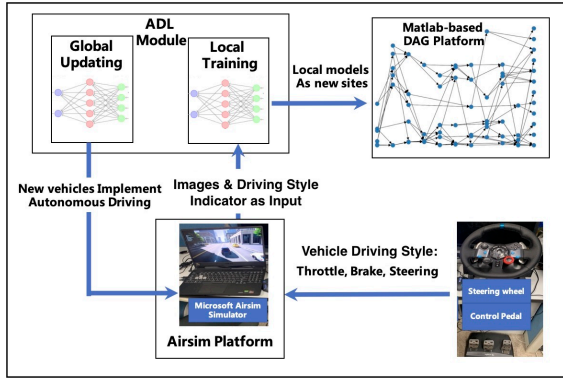 ADL
Module
Global
Updating
Local
Training
Matlab-based
DAG Platform
Local models
As new sites
New vehicles Implement
Autonomous Driving
Images & Driving Style
Indicator as Input
Vehicle Driving Style:
Throttle, Brake, Steering
Microsoft Airsim
Simulator
Airsim Platform
Steering wheel
Control Pedal